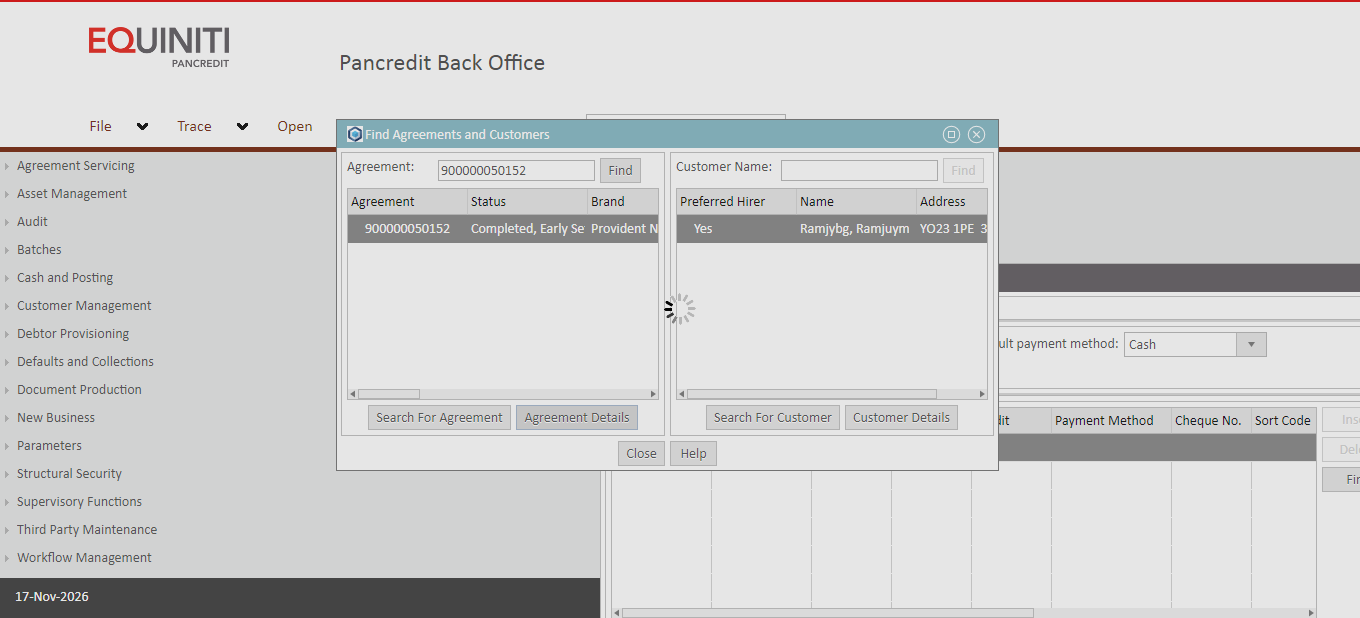 EQUINITI
PANCREDIT
Pancredit Back Office
File
Trace
Open
Find Agreements and Customers
Agreement:
900000050152
Find
Customer Name:
Find
Agreement Status Brand
900000050152 Completed, Early Se Provident N
Preferred Hirer Name Address
Yes Ramjybg, Ramjuym YO23 1PE 3
Search For Agreement
Agreement Details
Search For Customer
Customer Details
Close
Help
Agreement Servicing
Asset Management
Audit
Batches
Cash and Posting
Customer Management
Debtor Provisioning
Defaults and Collections
Document Production
New Business
Parameters
Structural Security
Supervisory Functions
Third Party Maintenance
Workflow Management
17-Nov-2026
ult payment method:
Cash
dit Payment Method Cheque No. Sort Code
Ins
Dele
Fin